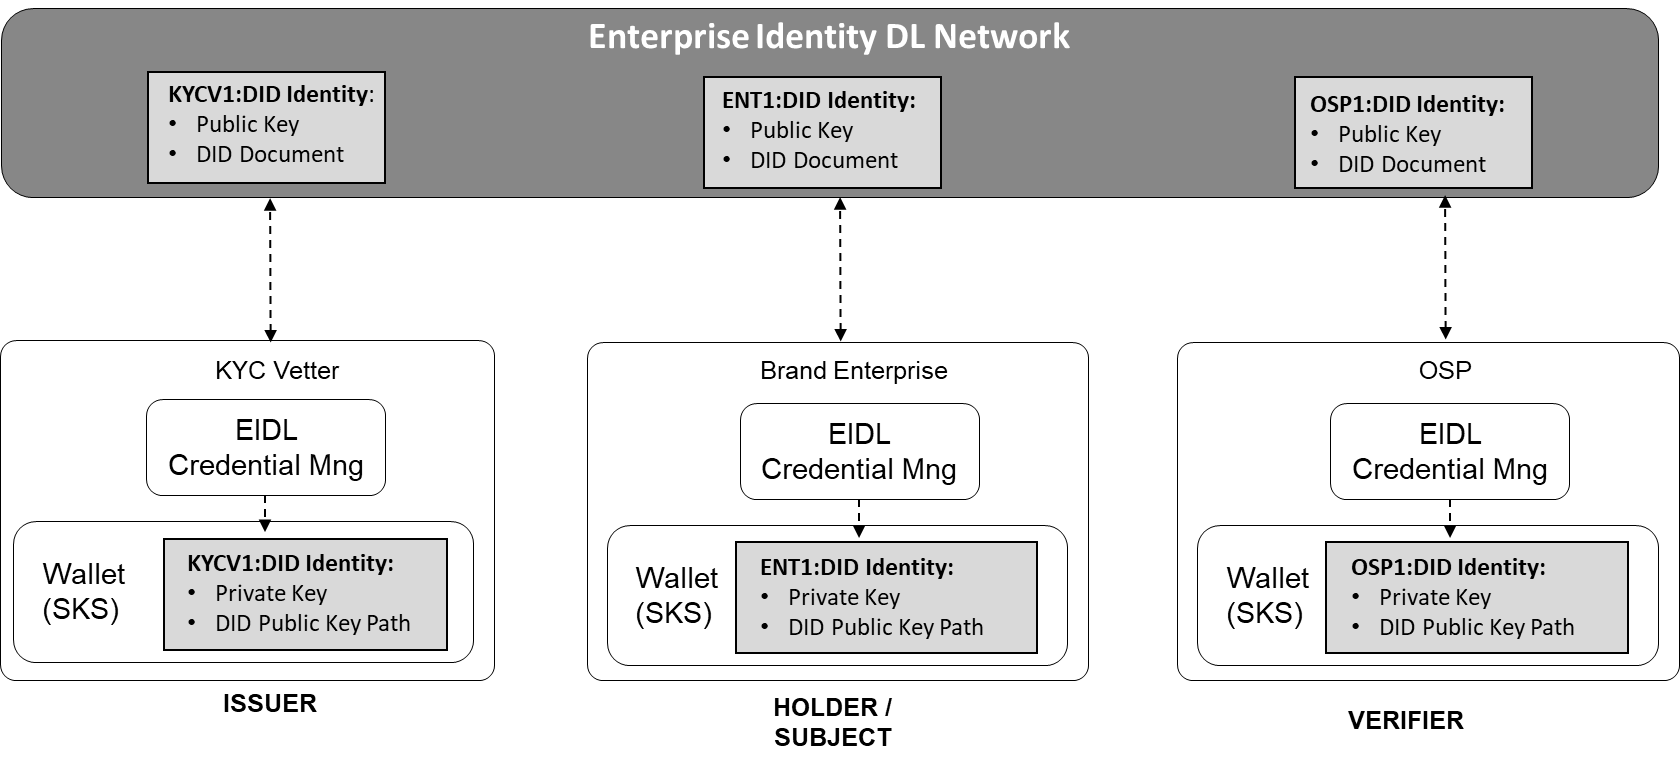 Enterprise Identity DL Network
KYCV1:DID Identity:
• Public Key
• DID Document
ENT1:DID Identity:
• Public Key
• DID Document
OSP1:DID Identity:
• Public Key
• DID Document
KYC Vetter
EIDL
Credential Mng
Wallet
(SKS)
KYCV1:DID Identity:
• Private Key
• DID Public Key Path
ISSUER
Brand Enterprise
EIDL
Credential Mng
Wallet
(SKS)
ENT1:DID Identity:
• Private Key
• DID Public Key Path
HOLDER /
SUBJECT
OSP
EIDL
Credential Mng
Wallet
(SKS)
OSP1:DID Identity:
• Private Key
• DID Public Key Path
VERIFIER